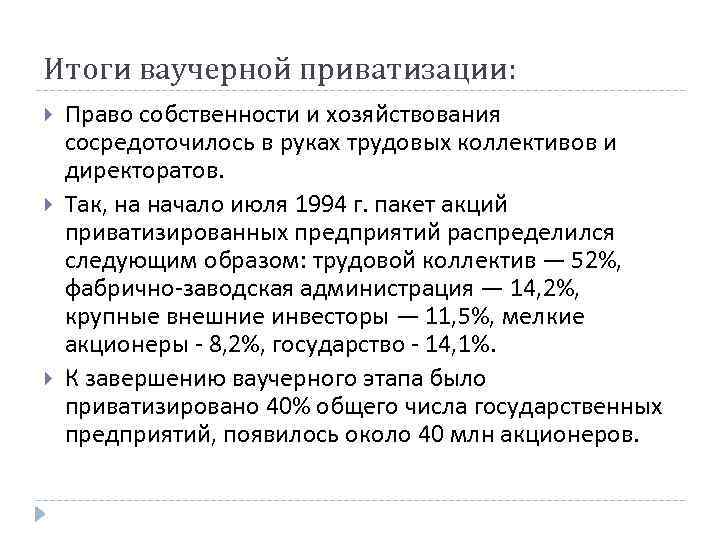 Итоги ваучерной приватизации:
Право собственности и хозяйствования
сосредоточилось в руках трудовых коллективов и
директоратов.
Так, на начало июля 1994 г. пакет акций
приватизированных предприятий распределился
следующим образом: трудовой коллектив — 52%,
фабрично-заводская администрация — 14,2%,
крупные внешние инвесторы — 11,5%, мелкие
акционеры - 8,2%, государство - 14,1%.
К завершению ваучерного этапа было
приватизировано 40% общего числа государственных
предприятий, появилось около 40 млн акционеров.